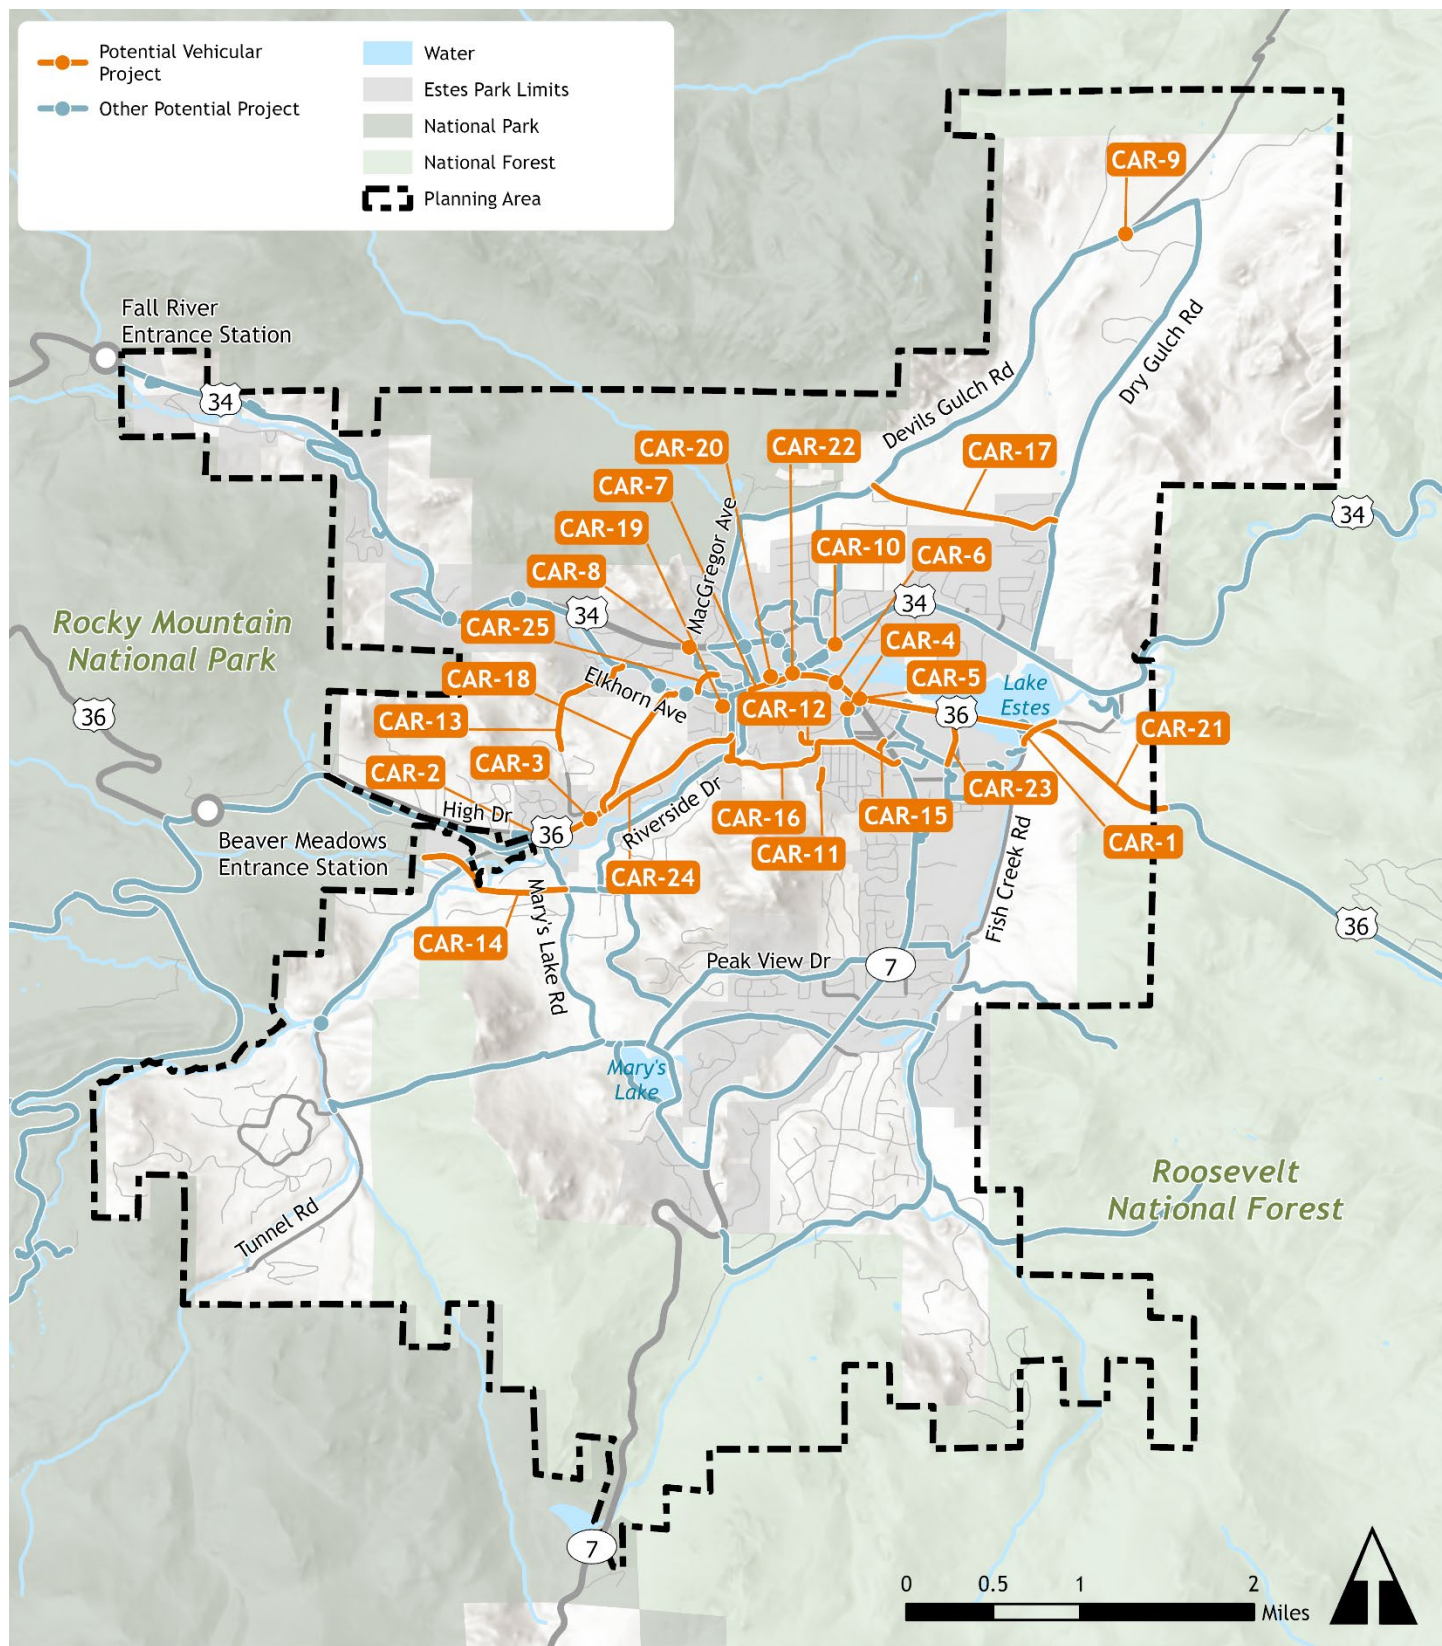 Potential Vehicular
Project
Other Potential Project
Water
Estes Park Limits
National Park
National Forest
Planning Area
CAR-9
Fall River
Entrance Station
34
Devils Gulch Rd
Dry Gulch Rd
CAR-20
CAR-22
CAR-17
CAR-7
34
CAR-19
MacGregor Ave
CAR-10
CAR-6
CAR-8
34
34
Rocky Mountain
National Park
CAR-25
CAR-4
CAR-18
Elkhorn Ave
CAR-5
Lake
Estes
36
CAR-13
CAR-12
36
CAR-21
CAR-2
CAR-3
CAR-23
High Dr
Riverside Dr
CAR-16
CAR-15
36
Beaver Meadows
Entrance Station
CAR-11
CAR-1
CAR-24
Fish Creek Rd
CAR-14
Mary's Lake Rd
36
Peak View Dr
7
Mary's
Lake
Roosevelt
National Forest
Tunnel Rd
7
0
0.5
1
2
Miles